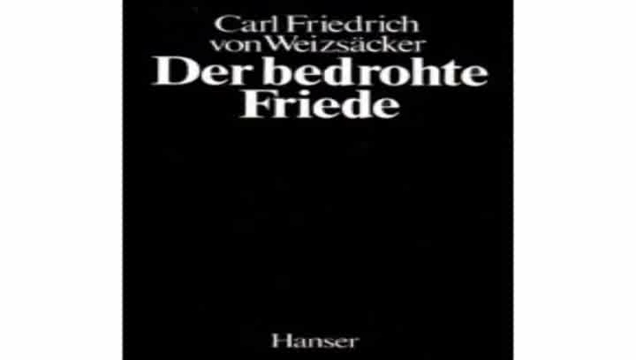 Carl Friedrich
von Weizsäcker
Der bedrohte
Friede
Hanser